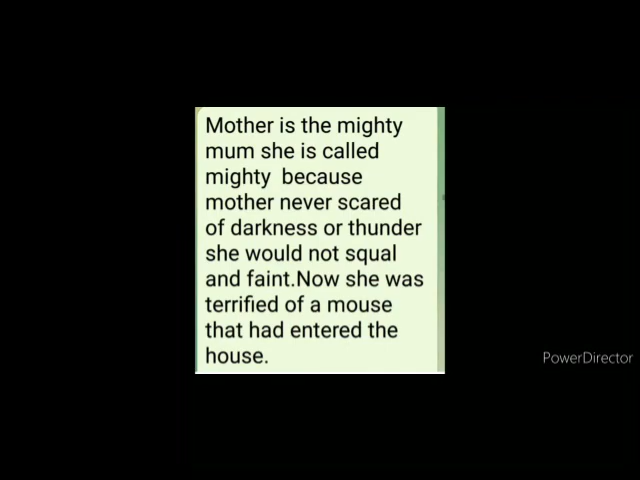 Mother is the mighty
mum she is called
mighty  because
mother never scared
of darkness or thunder
she would not squal
and faint.Now she was
terrified of a mouse
that had entered the
house.
PowerDirector